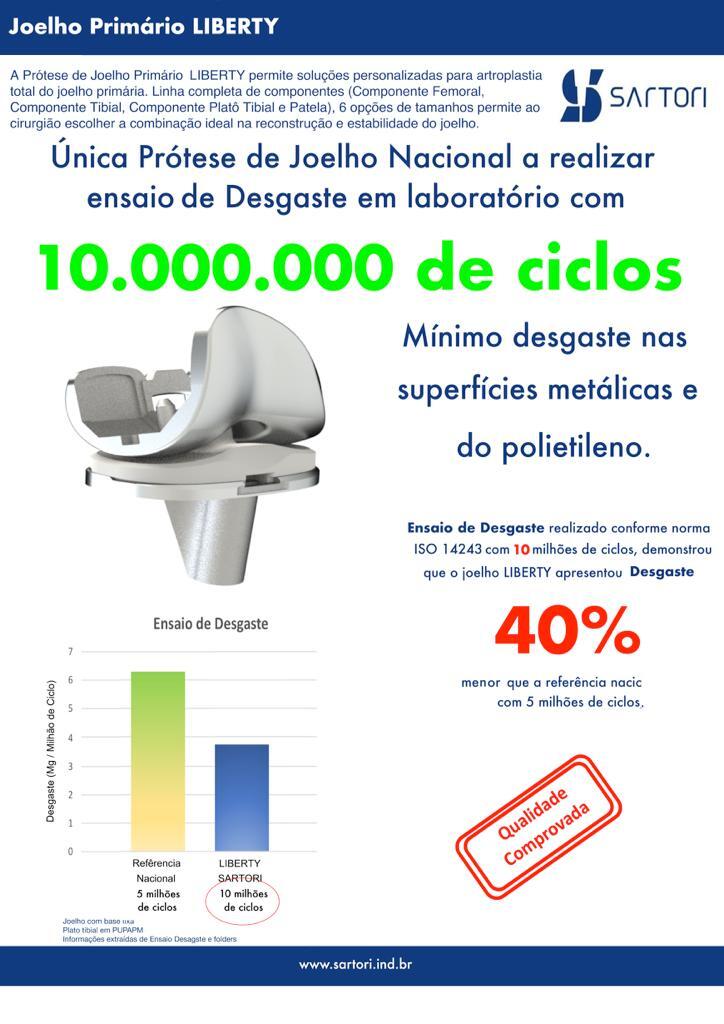 Joelho Primário LIBERTY
A Prótese de Joelho Primário LIBERTY permite soluções personalizadas para artroplastia
total do joelho primária. Linha completa de componentes (Componente Femoral,
Componente Tibial, Componente Platô Tibial e Patela), 6 opções de tamanhos permite ao
cirurgião escolher a combinação ideal na reconstrução e estabilidade do joelho.
SARTORI
Única Prótese de Joelho Nacional a realizar
ensaio de Desgaste em laboratório com
10.000.000 de ciclos
Mínimo desgaste nas
superfícies metálicas e
do polietileno.
Ensaio de Desgaste realizado conforme norma
ISO 14243 com 10 milhões de ciclos, demonstrou
que o joelho LIBERTY apresentou Desgaste
40%
menor que a referência nacic
com 5 milhões de ciclos,
Ensaio de Desgaste
Desgaste (Mg / Milhão de Ciclo)
7
6
5
4
3
2
1
0
Refêrencia
Nacional
5 milhões
de ciclos
LIBERTY
SARTORI
10 milhões
de ciclos
Qualidade
Comprovada
Joelho com base fixa
Plato tibial em PUPAPM
Informações extraídas de Ensaio Desagste e folders
www.sartori.ind.br